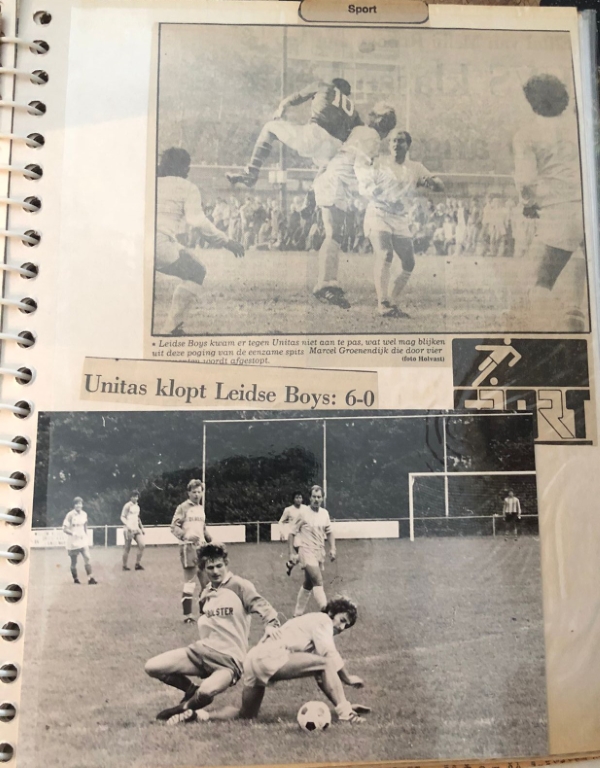 Sport
10
• Leidse Boys kwam er tegen Unitas niet aan te pas, wat wel mag blijken
uit deze poging van de eenzame spits Marcel Groenendijk die door vier
wordt afgestopt.
(foto Holvast)
SPORT
Unitas klopt Leidse Boys: 6-0